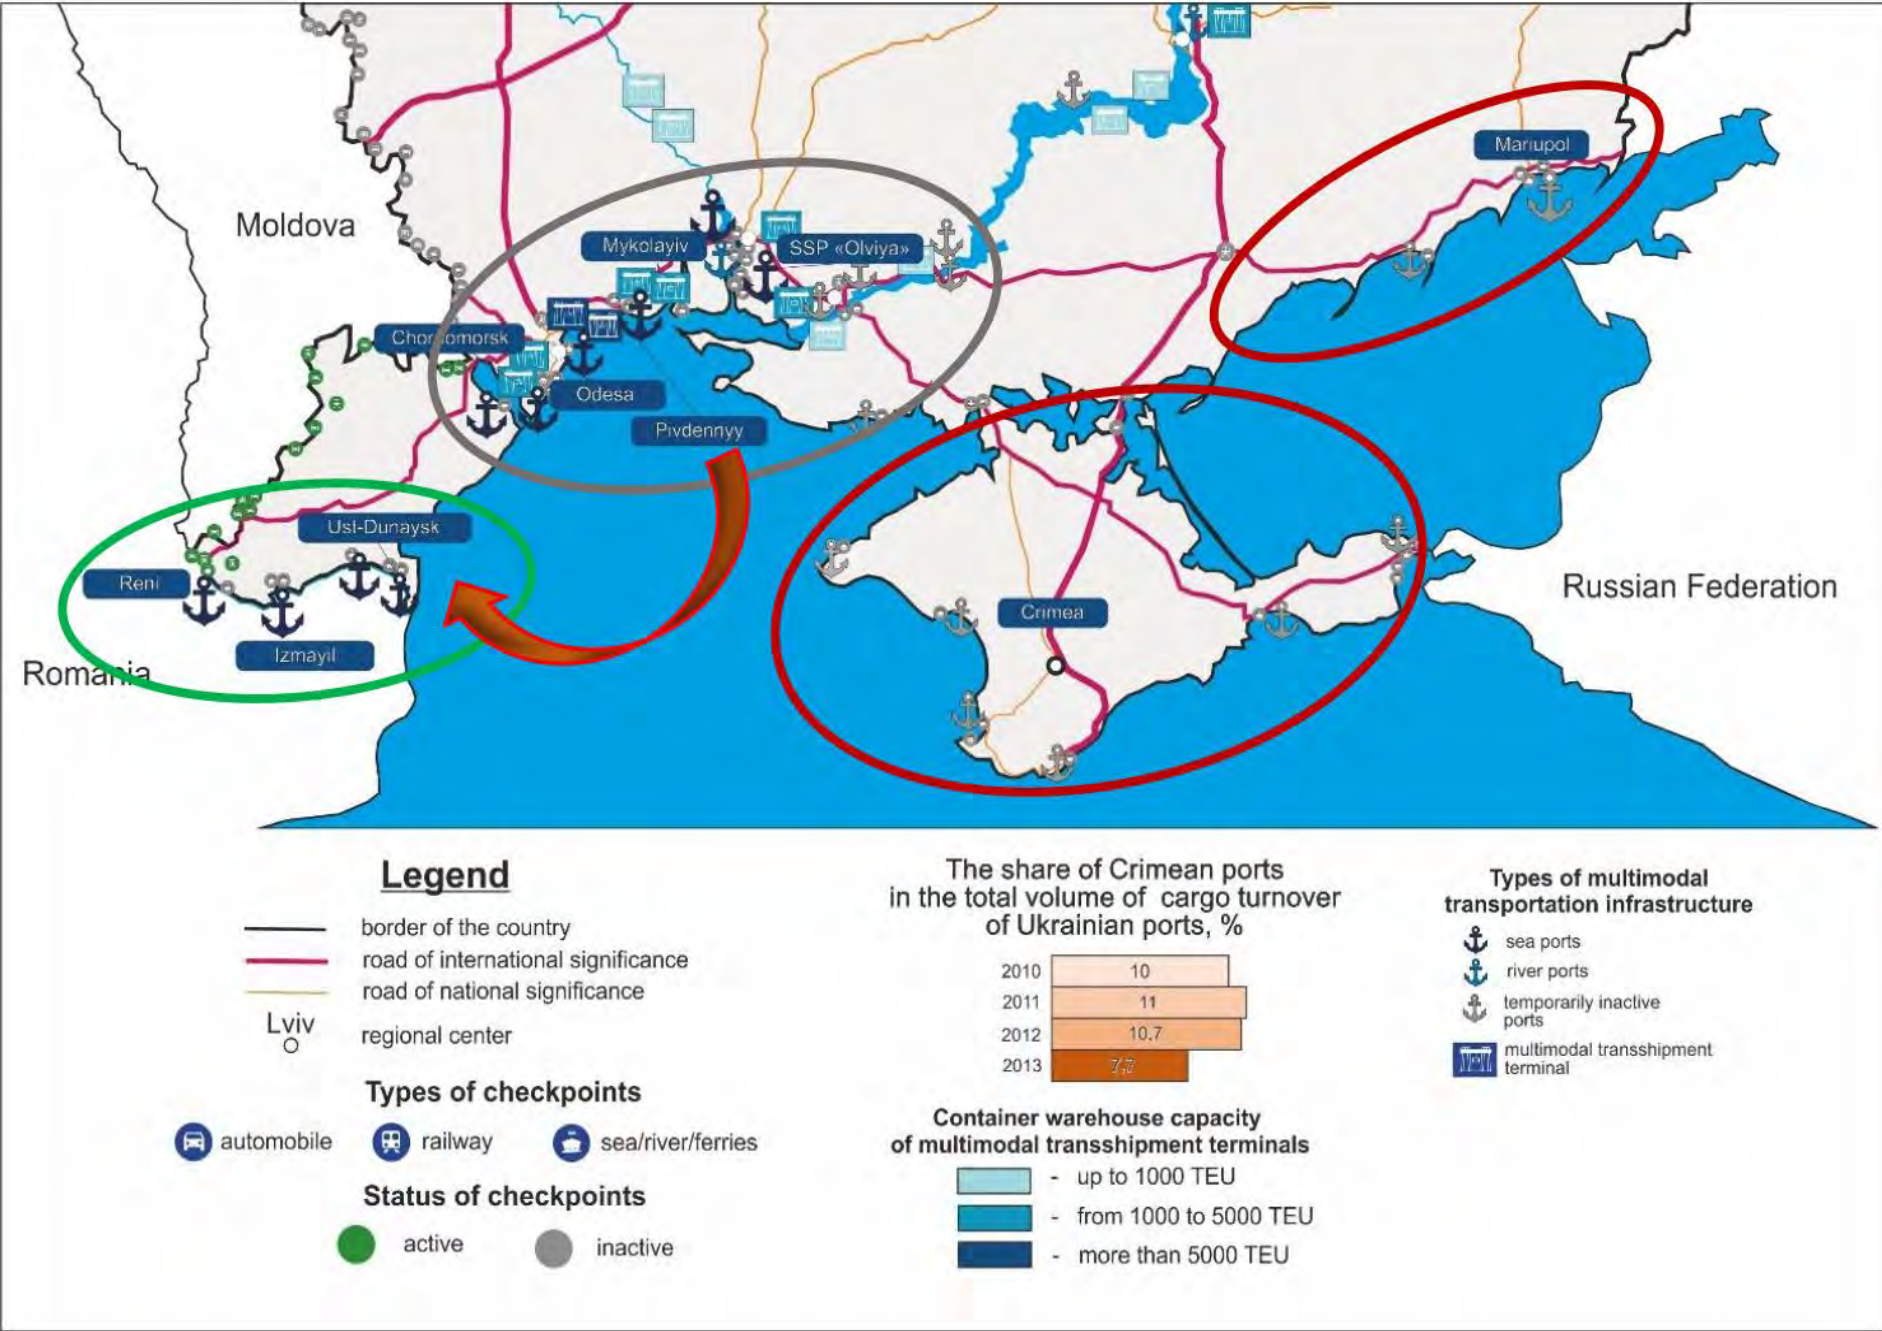 Mariupol
Moldova
Mykolayiv
SSP «Olviya»
Chornomorsk
Odesa
Pivdennyy
Ust-Dunaysk
Reni
Izmayil
Romania
Crimea
Russian Federation
Legend
border of the country
road of international significance
road of national significance
Lviv
regional center
Types of checkpoints
automobile
railway
sea/river/ferries
Status of checkpoints
active
inactive
The share of Crimean ports
in the total volume of cargo turnover
of Ukrainian ports, %
2010 10
2011 11
2012 10,7
2013 7,7
Container warehouse capacity
of multimodal transshipment terminals
- up to 1000 TEU
- from 1000 to 5000 TEU
- more than 5000 TEU
Types of multimodal
transportation infrastructure
sea ports
river ports
temporarily inactive
ports
multimodal transshipment
terminal